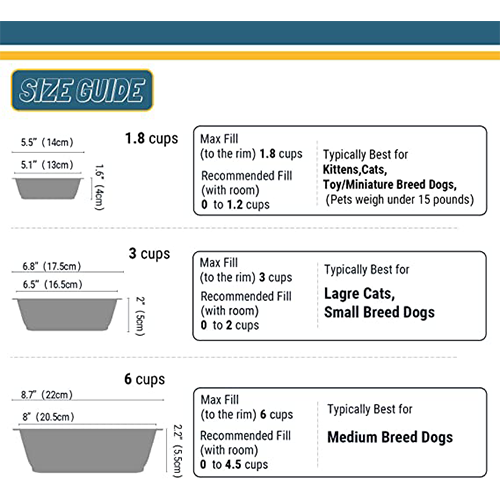 SIZE GUIDE
1.8 cups
5.5” (14cm)
5.1” (13cm)
1.6” (4cm)
Max Fill
(to the rim) 1.8 cups
Recommended Fill
(with room)
0 to 1.2 cups
Typically Best for
Kittens,Cats,
Toy/Miniature Breed Dogs,
(Pets weigh under 15 pounds)
3 cups
6.8” (17.5cm)
6.5” (16.5cm)
2” (5cm)
Max Fill
(to the rim) 3 cups
Recommended Fill
(with room)
0 to 2 cups
Typically Best for
Lagre Cats,
Small Breed Dogs
6 cups
8.7” (22cm)
8” (20.5cm)
2.2” (5.5cm)
Max Fill
(to the rim) 6 cups
Recommended Fill
(with room)
0 to 4.5 cups
Typically Best for
Medium Breed Dogs